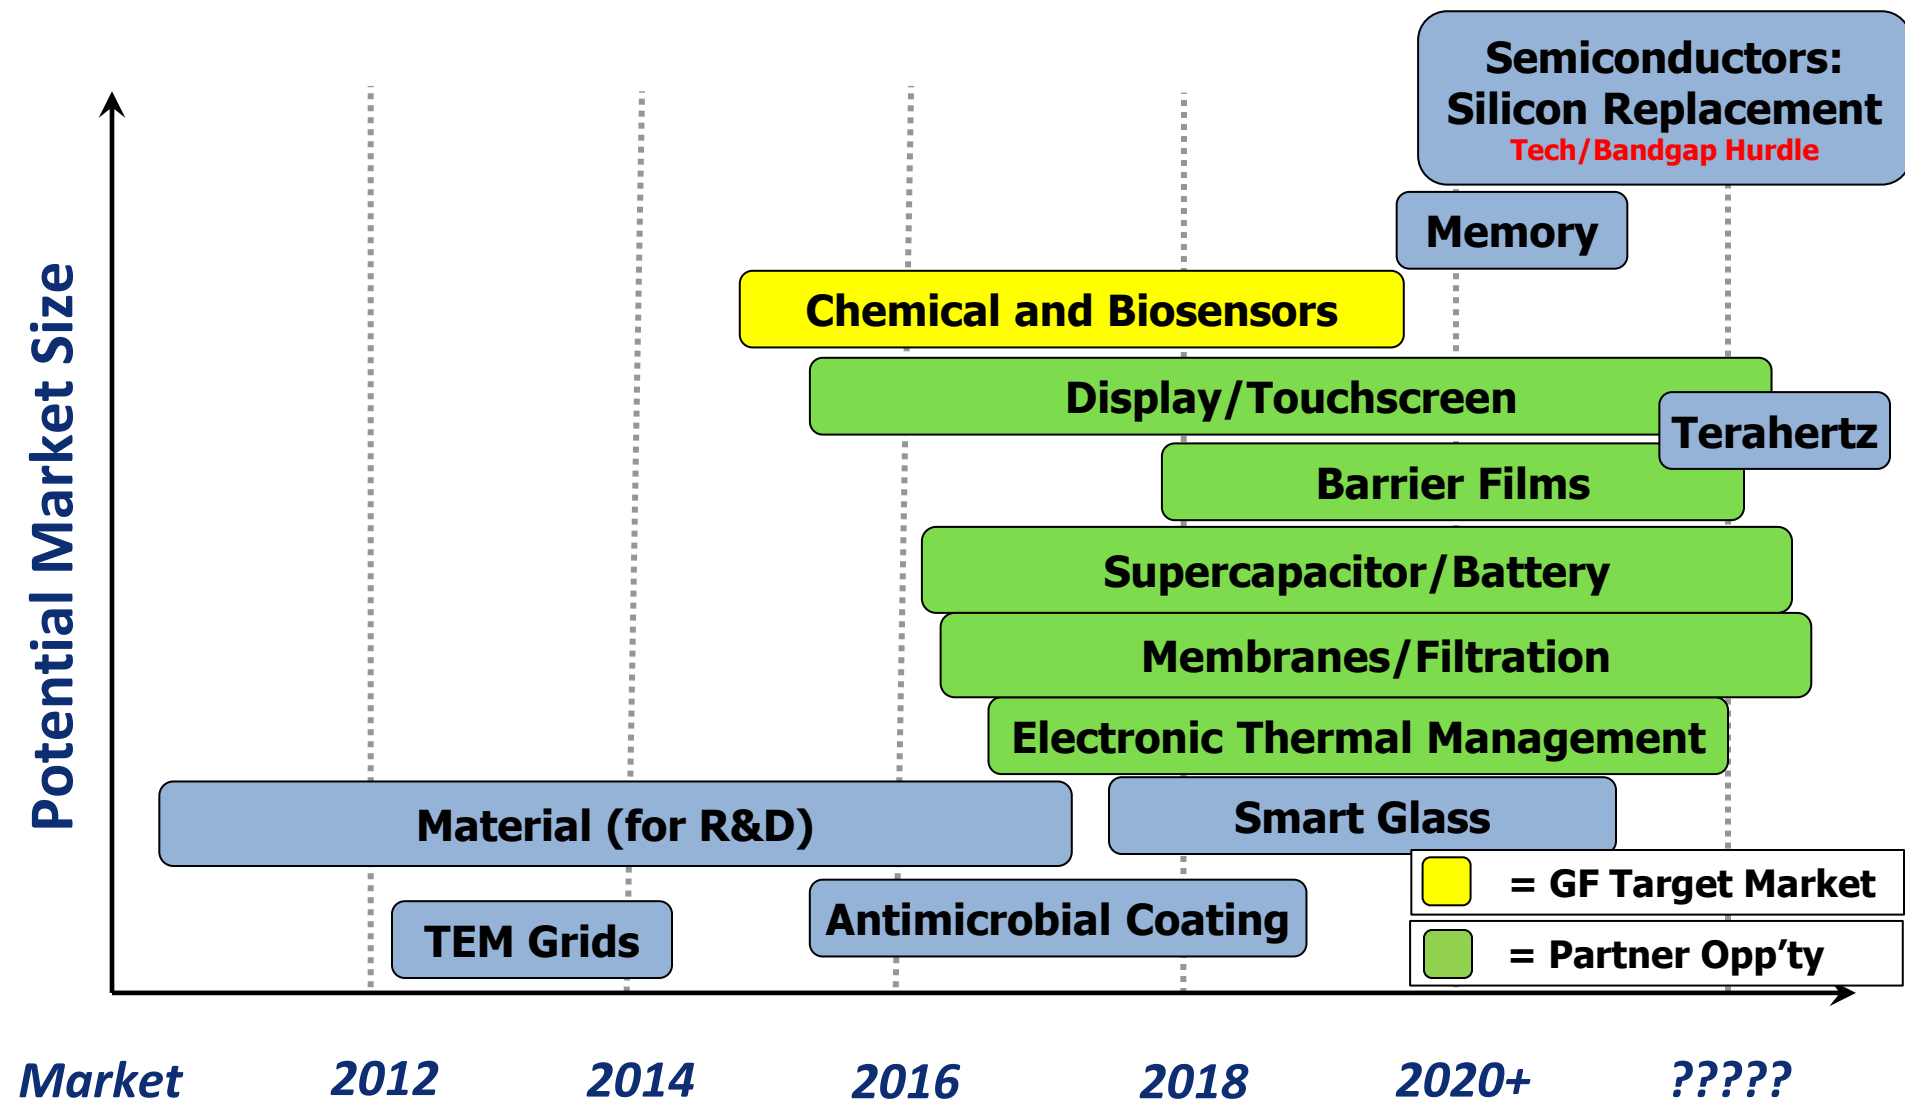 Semiconductors:
Silicon Replacement
Tech/Bandgap Hurdle
Memory
Chemical and Biosensors
Display/Touchscreen
Terahertz
Barrier Films
Supercapacitor/Battery
Membranes/Filtration
Electronic Thermal Management
Material (for R&D)
Smart Glass
TEM Grids
Antimicrobial Coating
= GF Target Market
= Partner Opp’ty
Potential Market Size
Market 2012 2014 2016 2018 2020+ ?????